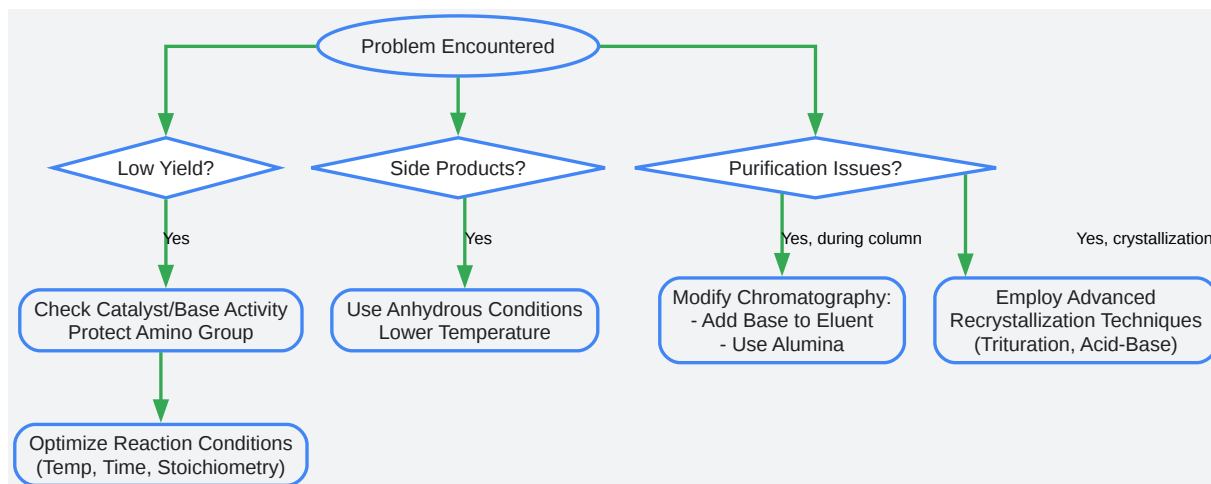 Problem Encountered
Low Yield?
Side Products?
Purification Issues?
Yes
Yes
Yes, during column
Yes, crystallization
Check Catalyst/Base Activity
Protect Amino Group
Use Anhydrous Conditions
Lower Temperature
Modify Chromatography:
- Add Base to Eluent
- Use Alumina
Employ Advanced
Recrystallization Techniques
(Trituration, Acid-Base)
Optimize Reaction Conditions
(Temp, Time, Stoichiometry)